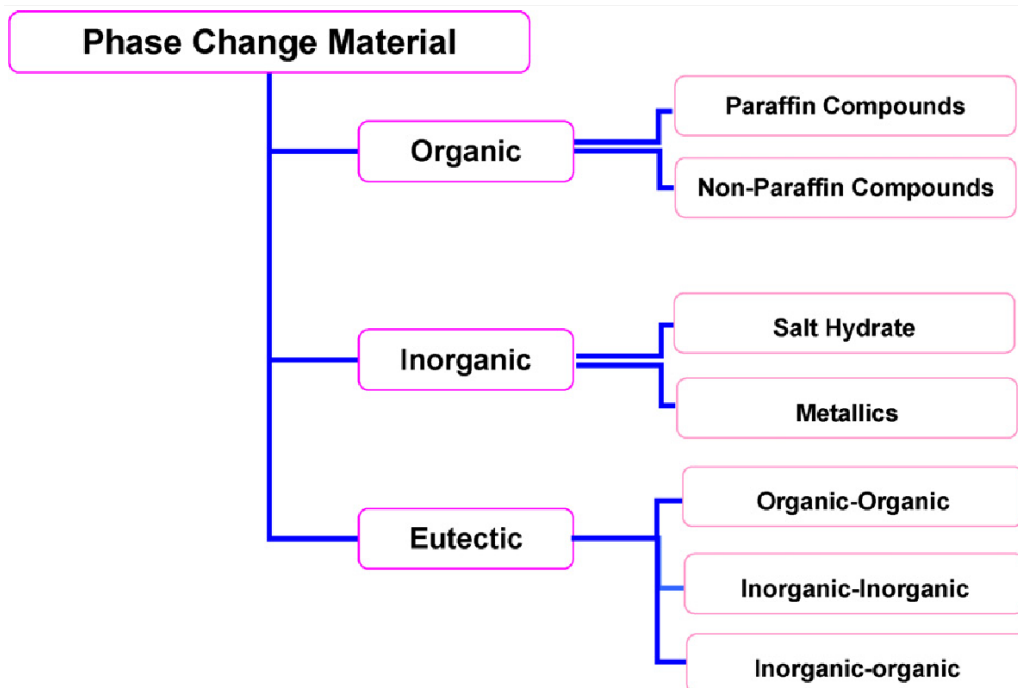 Phase Change Material
Organic
Paraffin Compounds
Non-Paraffin Compounds
Inorganic
Salt Hydrate
Metallics
Eutectic
Organic-Organic
Inorganic-Inorganic
Inorganic-organic